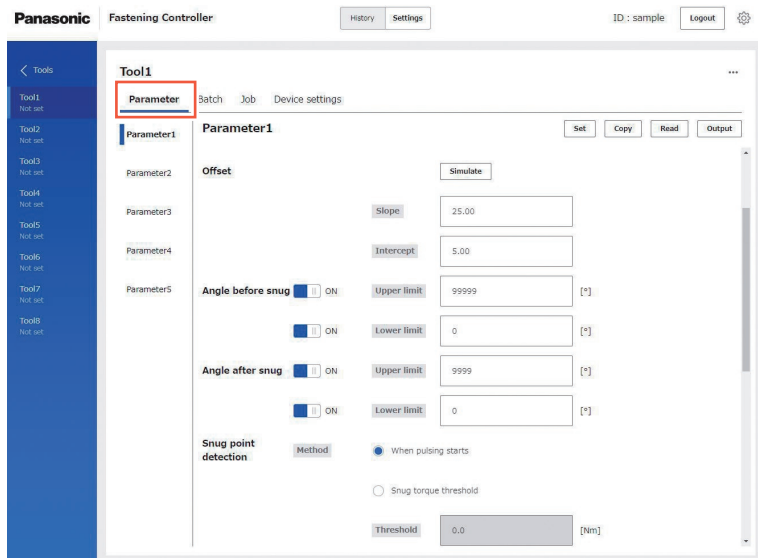 Panasonic Fastening Controller History Settings ID : sample Logout
Tools
Tool1
Not set
Tool2
Not set
Tool3
Not set
Tool4
Not set
Tool5
Not set
Tool6
Not set
Tool7
Not set
Tool8
Not set
Tool1 ...
Parameter Batch Job Device settings
Parameter1
Parameter2
Parameter3
Parameter4
Parameter5
Parameter1 Set Copy Read Output
Offset Simulate
Slope 25.00
Intercept 5.00
Angle before snug ON Upper limit 99999 [°]
ON Lower limit 0 [°]
Angle after snug ON Upper limit 9999 [°]
ON Lower limit 0 [°]
Snug point
detection Method When pulsing starts
Snug torque threshold
Threshold 0.0 [Nm]